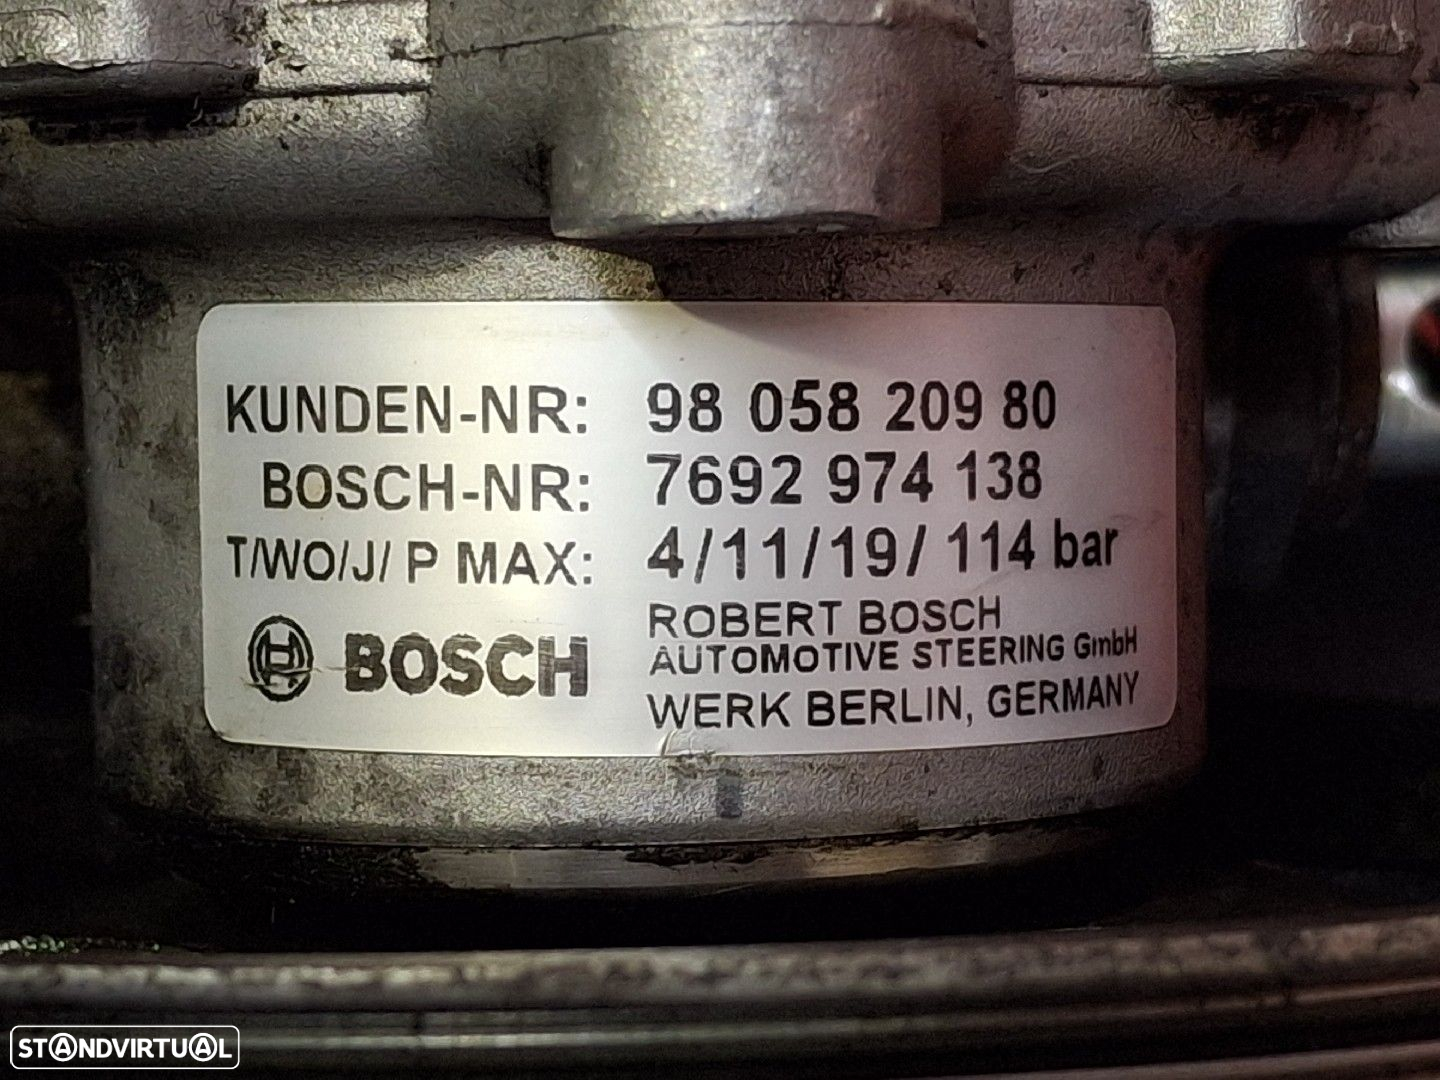 KUNDEN-NR: 98 058 209 80
BOSCH-NR: 7692 974 138
T/WO/J/ P MAX: 4/11/19/ 114 bar
BOSCH
ROBERT BOSCH
AUTOMOTIVE STEERING GmbH
WERK BERLIN, GERMANY
STANDVIRTUAL